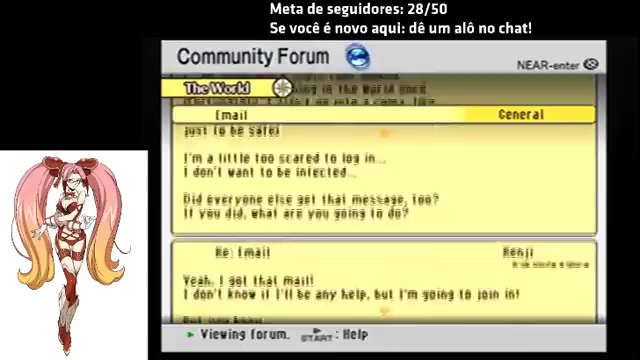 Meta de seguidores: 28/50
Se você é novo aqui: dê um alô no chat!
Community Forum
NEAR-enter
The World
Email General
just to be safe)
I'm a little too scared to log in...
I don't want to be infected...
Did everyone else get that message, too?
If you did, what are you going to do?
Re: Email Renji
Yeah, I got that mail!
I don't know if I'll be any help, but I'm going to join in!
Viewing forum. START: Help